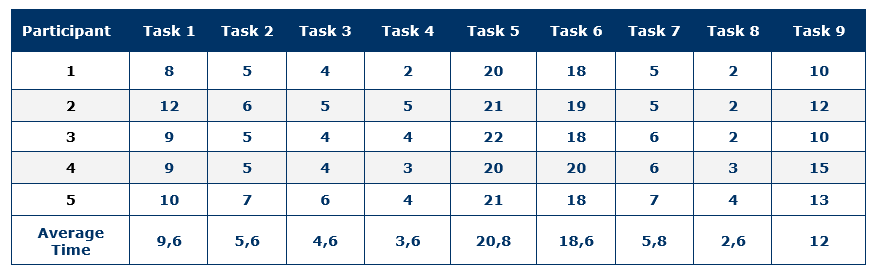 Participant Task 1 Task 2 Task 3 Task 4 Task 5 Task 6 Task 7 Task 8 Task 9
1 8 5 4 2 20 18 5 2 10
2 12 6 5 5 21 19 5 2 12
3 9 5 4 4 22 18 6 2 10
4 9 5 4 3 20 20 6 3 15
5 10 7 6 4 21 18 7 4 13
Average
Time 9,6 5,6 4,6 3,6 20,8 18,6 5,8 2,6 12